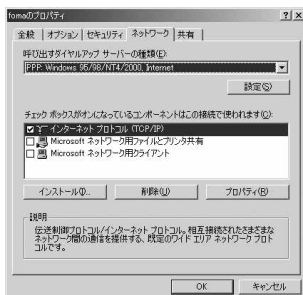 fomaのプロパティ
全般 オプション セキュリティ ネットワーク 共有
呼び出すダイヤルアップ サーバーの種類(E):
PPP: Windows 95/98/NT4/2000, Internet
設定(S)
チェック ボックスがオンになっているコンポーネントはこの接続で使われます(O):
インターネット プロトコル (TCP/IP)
Microsoft ネットワーク用ファイルとプリンタ共有
Microsoft ネットワーク用クライアント
インストール(I)... 削除(U) プロパティ(R)
説明
伝送制御プロトコル/インターネット プロトコル。相互接続されたさまざまな
ネットワーク間の通信を提供する、既定のワイド エリア ネットワーク プロト
コルです。
OK キャンセル